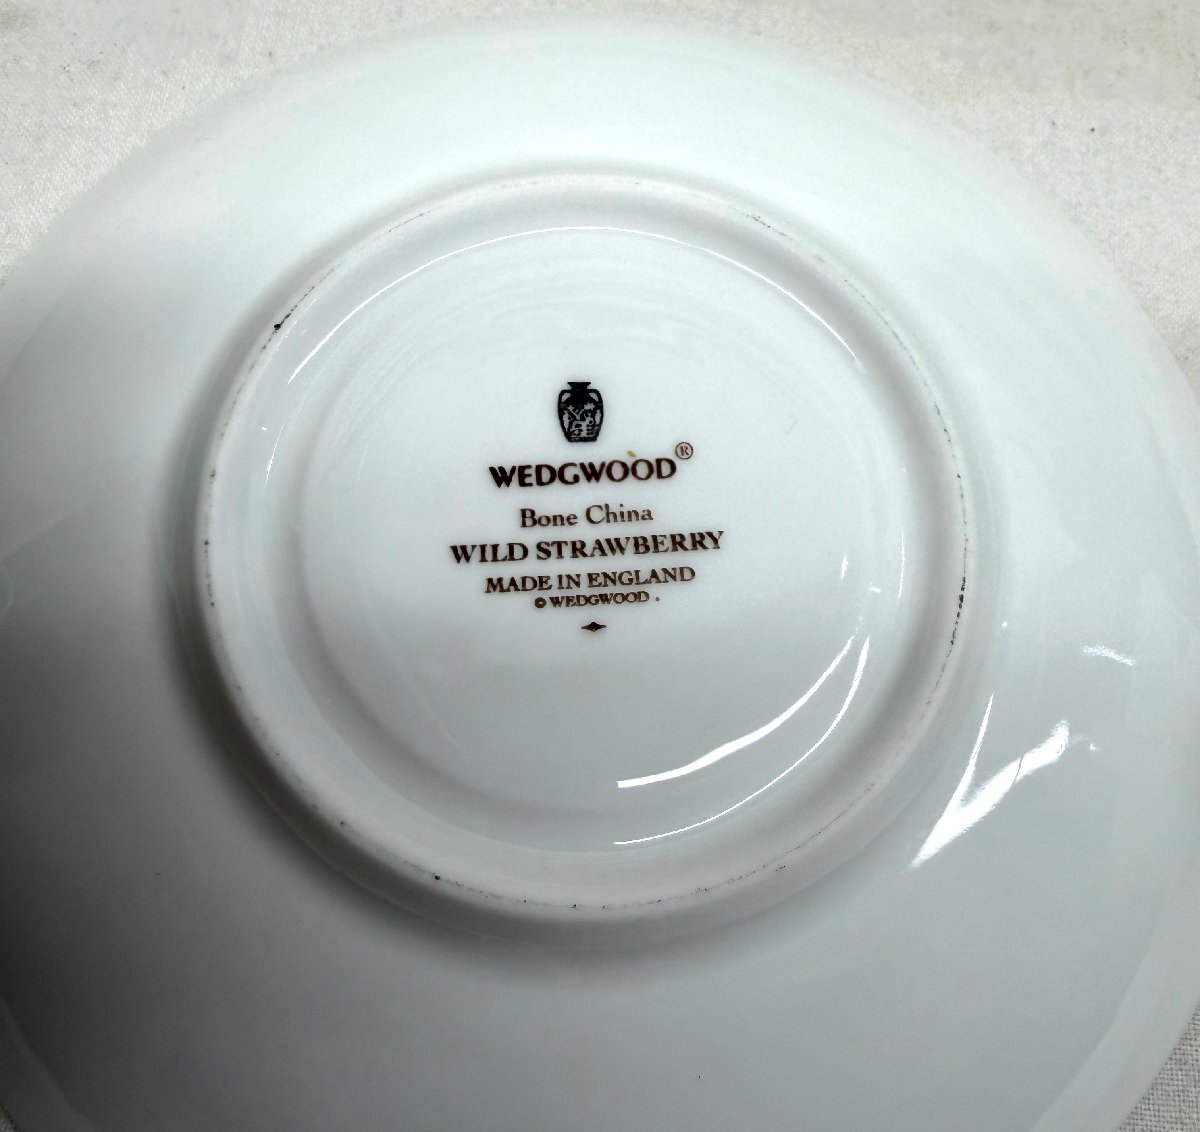 WEDGWOOD®
Bone China
WILD STRAWBERRY
MADE IN ENGLAND
© WEDGWOOD .